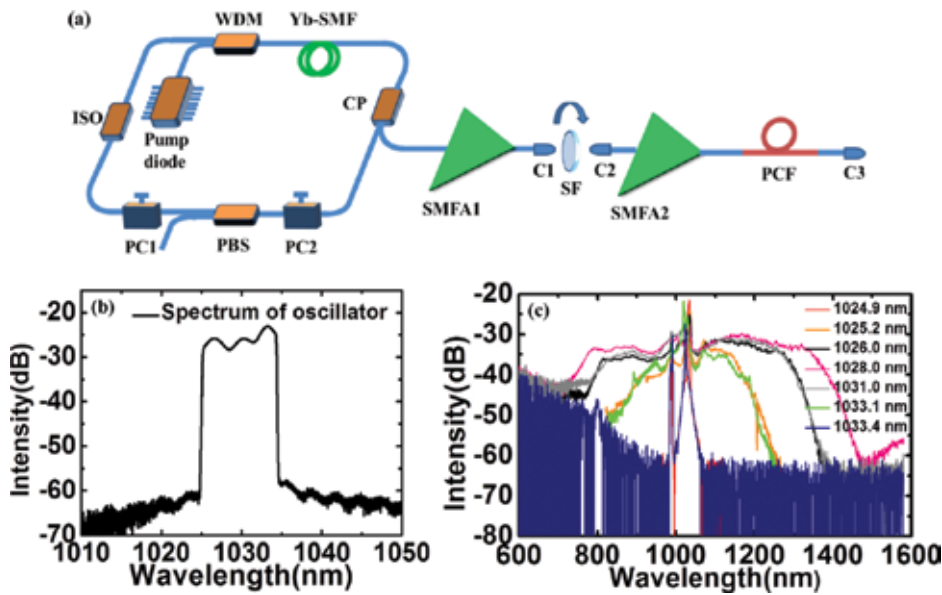 (a)
WDM
Yb-SMF
ISO
Pump
diode
CP
C1
SF
C2
SMFA1
SMFA2
PCF
C3
PC1
PBS
PC2
(b)
Spectrum of oscillator
Intensity(dB)
-20
-30
-40
-50
-60
-70
1010
1020
1030
1040
1050
Wavelength(nm)
(c)
1024.9 nm
1025.2 nm
1026.0 nm
1028.0 nm
1031.0 nm
1033.1 nm
1033.4 nm
Intensity(dB)
-20
-30
-40
-50
-60
-70
-80
600
800
1000
1200
1400
1600
Wavelength(nm)